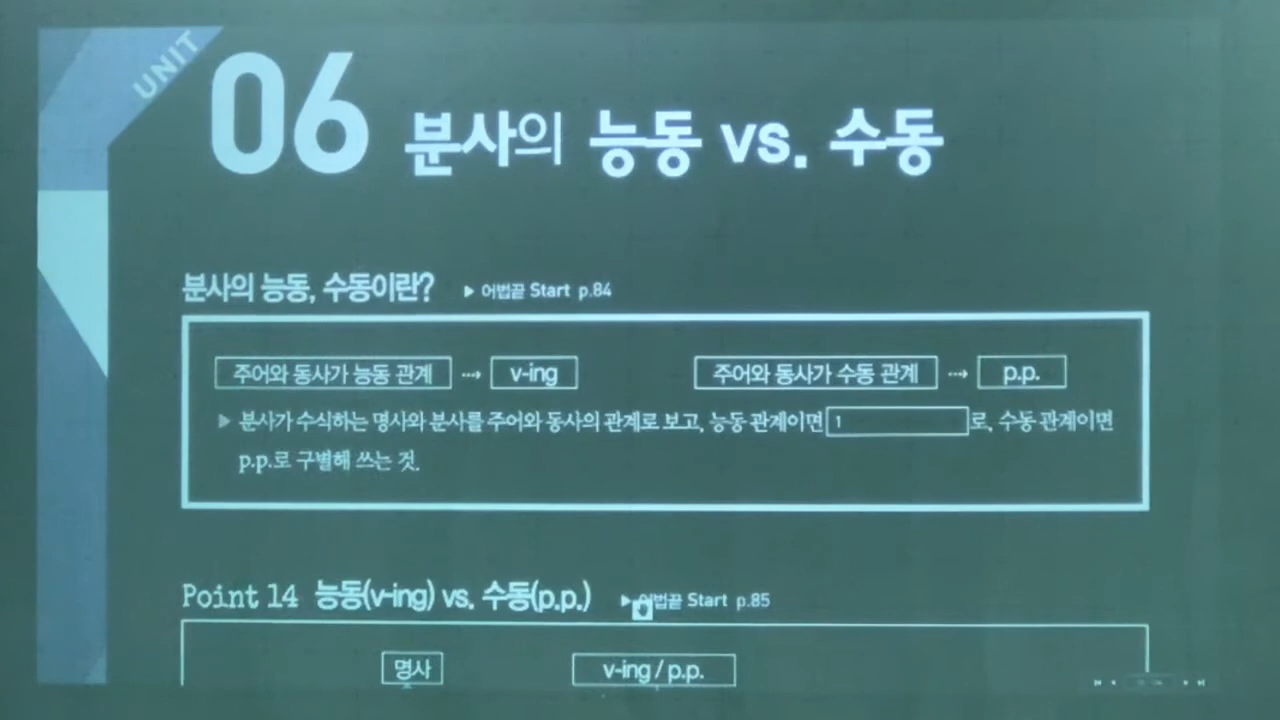 UNIT
06 분사의 능동 vs. 수동
분사의 능동, 수동이란? ▶ 어법끝 Start p.84
주어와 동사가 능동 관계 ⇢ v-ing 주어와 동사가 수동 관계 ⇢ p.p.
▶ 분사가 수식하는 명사와 분사를 주어와 동사의 관계로 보고, 능동 관계이면 1 로, 수동 관계이면
p.p.로 구별해 쓰는 것.
Point 14 능동(v-ing) vs. 수동(p.p.) ▶ 어법끝 Start p.85
명사 v-ing / p.p.